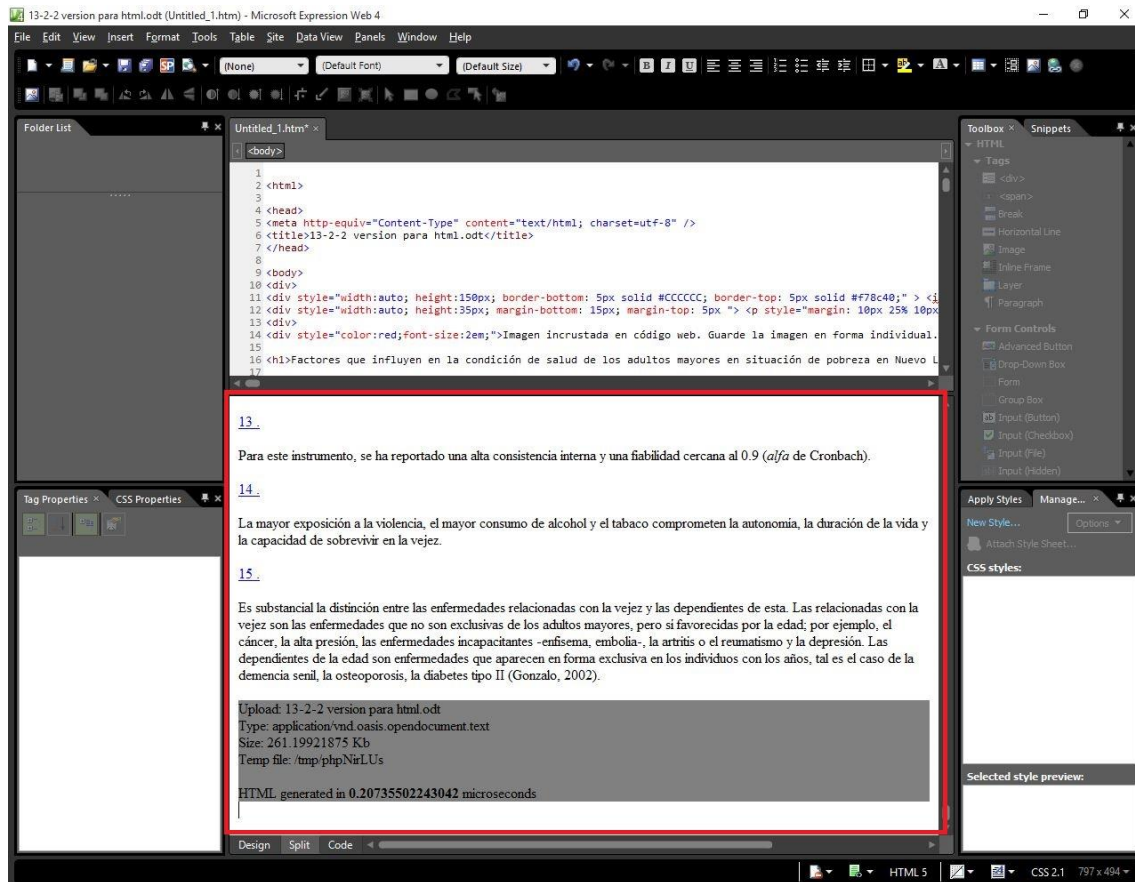 13-2-2 version para html.odt (Untitled_1.htm) - Microsoft Expression Web 4
File Edit View Insert Format Tools Table Site Data View Panels Window Help
(None) (Default Font) (Default Size)
Folder List
Untitled_1.htm*
<body>
1
2 <html>
3
4 <head>
5 <meta http-equiv="Content-Type" content="text/html; charset=utf-8" />
6 <title>13-2-2 version para html.odt</title>
7 </head>
8
9 <body>
10 <div>
11 <div style="width:auto; height:150px; border-bottom: 5px solid #CCCCCC; border-top: 5px solid #f78c40;" > <i
12 <div style="width:auto; height:35px; margin-bottom: 15px; margin-top: 5px "> <p style="margin: 10px 25% 10px
13 <div>
14 <div style="color:red;font-size:2em;">Imagen incrustada en código web. Guarde la imagen en forma individual.
15
16 <h1>Factores que influyen en la condición de salud de los adultos mayores en situación de pobreza en Nuevo L
17
13 .
Para este instrumento, se ha reportado una alta consistencia interna y una fiabilidad cercana al 0.9 (alfa de Cronbach).
14 .
La mayor exposición a la violencia, el mayor consumo de alcohol y el tabaco comprometen la autonomia, la duración de la vida y
la capacidad de sobrevivir en la vejez.
15 .
Es substancial la distinción entre las enfermedades relacionadas con la vejez y las dependientes de esta. Las relacionadas con la
vejez son las enfermedades que no son exclusivas de los adultos mayores, pero si favorecidas por la edad; por ejemplo, el
cáncer, la alta presión, las enfermedades incapacitantes -enfisema, embolia-, la artritis o el reumatismo y la depresión. Las
dependientes de la edad son enfermedades que aparecen en forma exclusiva en los individuos con los años, tal es el caso de la
demencia senil, la osteoporosis, la diabetes tipo II (Gonzalo, 2002).
Upload: 13-2-2 version para html.odt
Type: application/vnd.oasis.opendocument.text
Size: 261.19921875 Kb
Temp file: /tmp/phpNirLUs
HTML generated in 0.20735502243042 microseconds
Design Split Code
Toolbox Snippets
HTML
Tags
<div>
<span>
Break
Horizontal Line
Image
Inline Frame
Layer
Paragraph
Form Controls
Advanced Button
Drop-Down Box
Form
Group Box
Input (Button)
Input (Checkbox)
Input (File)
Input (Hidden)
Tag Properties CSS Properties
Apply Styles Manage...
New Style... Options
Attach Style Sheet...
CSS styles:
Selected style preview:
HTML 5 CSS 2.1 797 x 494